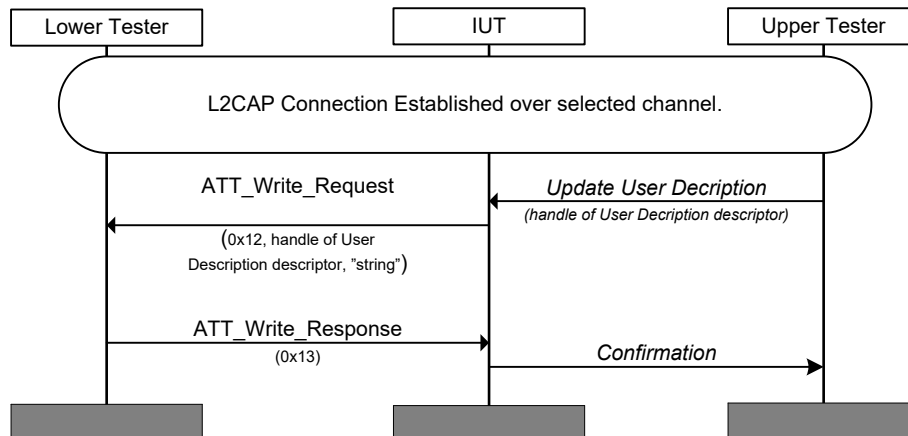 Lower Tester
IUT
Upper Tester
L2CAP Connection Established over selected channel.
ATT_Write_Request
Update User Decription
(handle of User Decription descriptor)
(0x12, handle of User
Description descriptor, ”string”)
ATT_Write_Response
(0x13)
Confirmation